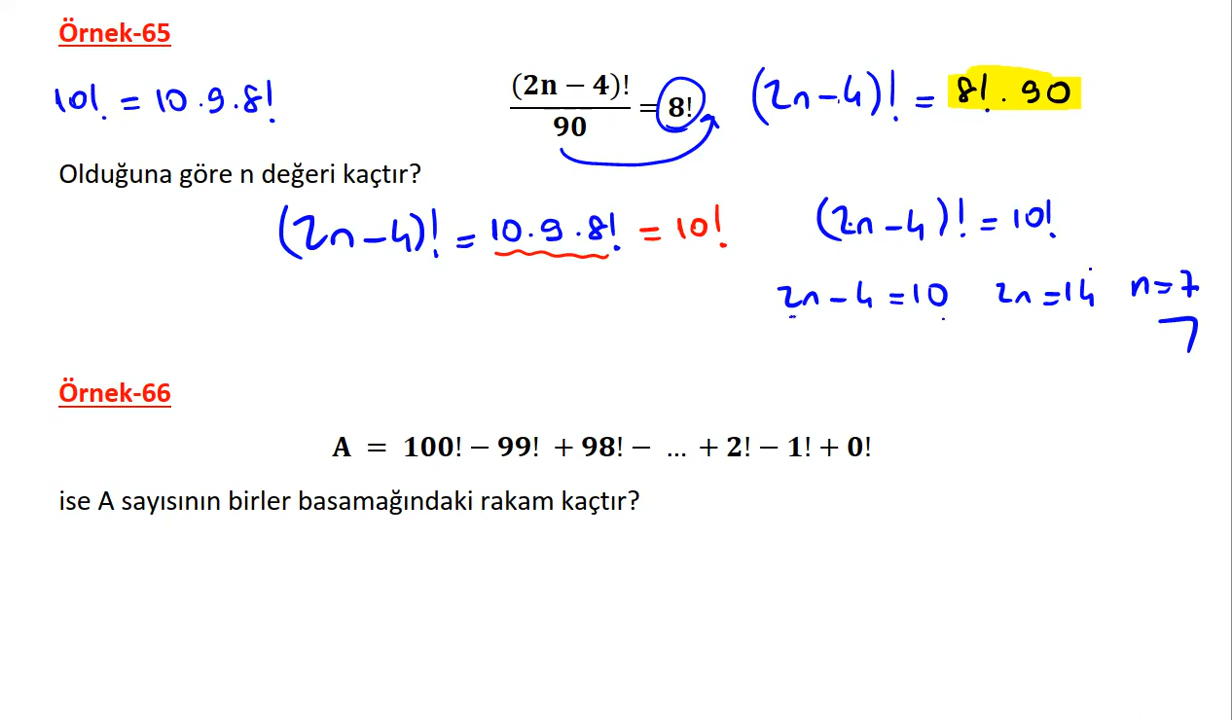 Örnek-65
10! = 10.9.8!
(2n − 4)! / 90 = 8!
(2n-4)! = 8!.90
Olduğuna göre n değeri kaçtır?
(2n-4)! = 10.9.8! = 10!
(2n-4)! = 10!
2n-4=10 2n=14 n=7
Örnek-66
A = 100! − 99! + 98! − … + 2! − 1! + 0!
ise A sayısının birler basamağındaki rakam kaçtır?